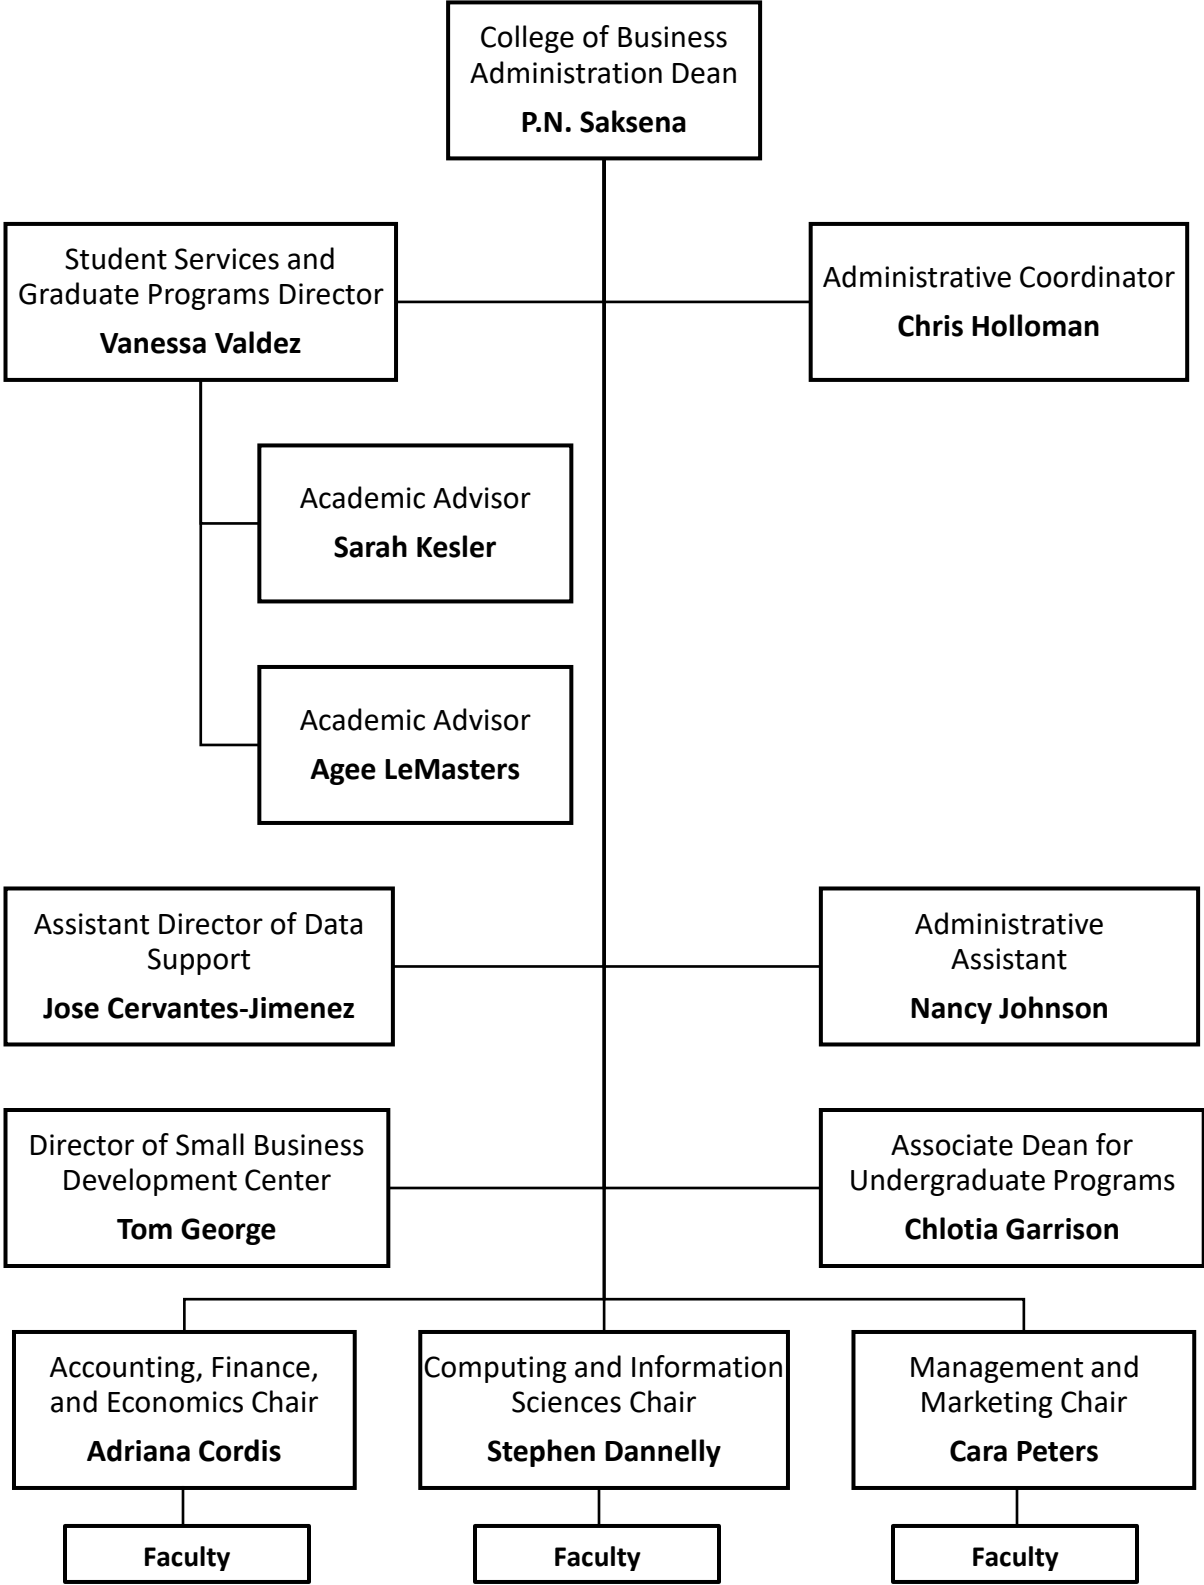 College of Business
Administration Dean
P.N. Saksena
Student Services and
Graduate Programs Director
Vanessa Valdez
Administrative Coordinator
Chris Holloman
Academic Advisor
Sarah Kesler
Academic Advisor
Agee LeMasters
Assistant Director of Data
Support
Jose Cervantes-Jimenez
Administrative
Assistant
Nancy Johnson
Director of Small Business
Development Center
Tom George
Associate Dean for
Undergraduate Programs
Chlotia Garrison
Accounting, Finance,
and Economics Chair
Adriana Cordis
Computing and Information
Sciences Chair
Stephen Dannelly
Management and
Marketing Chair
Cara Peters
Faculty
Faculty
Faculty